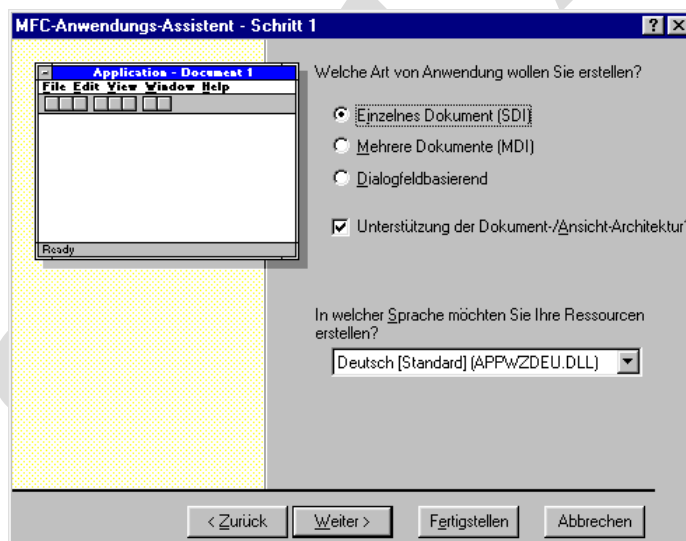 MFC-Anwendungs-Assistent - Schritt 1
Application - Document 1
File Edit View Window Help
Ready
Welche Art von Anwendung wollen Sie erstellen?
Einzelnes Dokument (SDI)
Mehrere Dokumente (MDI)
Dialogfeldbasierend
Unterstützung der Dokument-/Ansicht-Architektur?
In welcher Sprache möchten Sie Ihre Ressourcen
erstellen?
Deutsch [Standard] (APPWZDEU.DLL)
< Zurück
Weiter >
Fertigstellen
Abbrechen